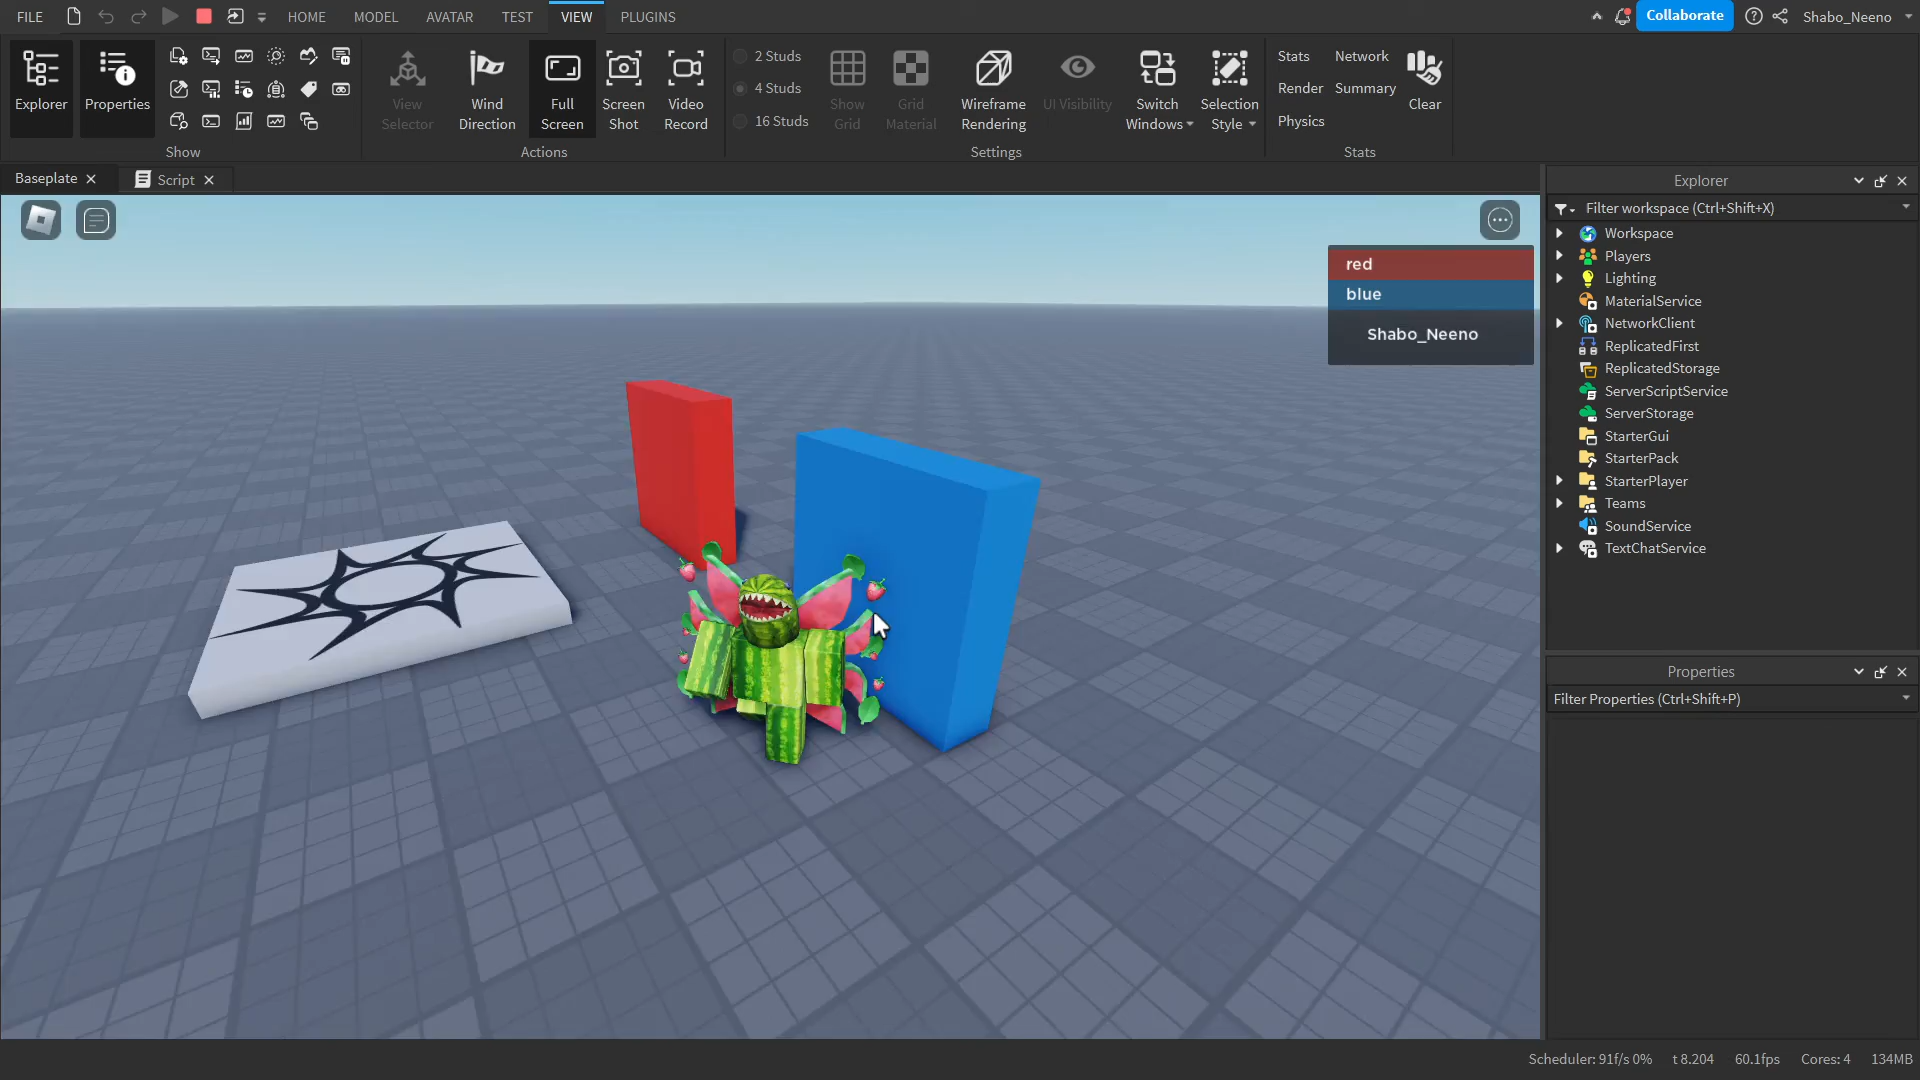 FILE HOME MODEL AVATAR TEST VIEW PLUGINS Collaborate Shabo_Neeno
Explorer Properties
View Selector
Wind Direction
Full Screen
Screen Shot
Video Record
2 Studs
4 Studs
16 Studs
Show Grid
Grid Material
Wireframe Rendering
UI Visibility
Switch Windows
Selection Style
Stats Network
Render Summary
Physics
Clear
Show Actions Settings Stats
Baseplate Script
red
blue
Shabo_Neeno
Explorer
Filter workspace (Ctrl+Shift+X)
Workspace
Players
Lighting
MaterialService
NetworkClient
ReplicatedFirst
ReplicatedStorage
ServerScriptService
ServerStorage
StarterGui
StarterPack
StarterPlayer
Teams
SoundService
TextChatService
Properties
Filter Properties (Ctrl+Shift+P)
Scheduler: 91f/s 0% t 8.204 60.1fps Cores: 4 134MB